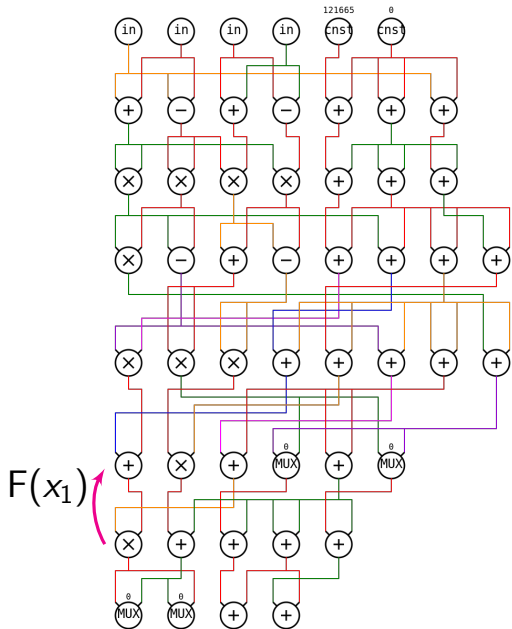 121665 0
in in in in cnst cnst
+ − + − + + +
× × × × + + +
× − + − + + + +
× × × + + + + +
0 0
+ × + MUX + MUX
F(x₁)
× + + + +
0 0
MUX MUX + +